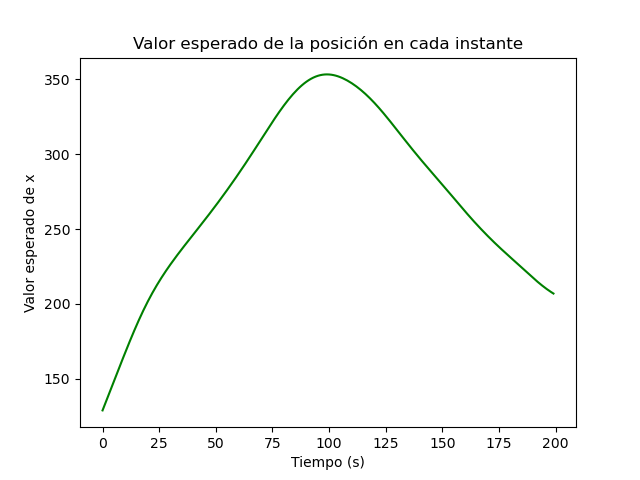 Valor esperado de la posición en cada instante
350
300
250
200
150
Valor esperado de x
0 25 50 75 100 125 150 175 200
Tiempo (s)